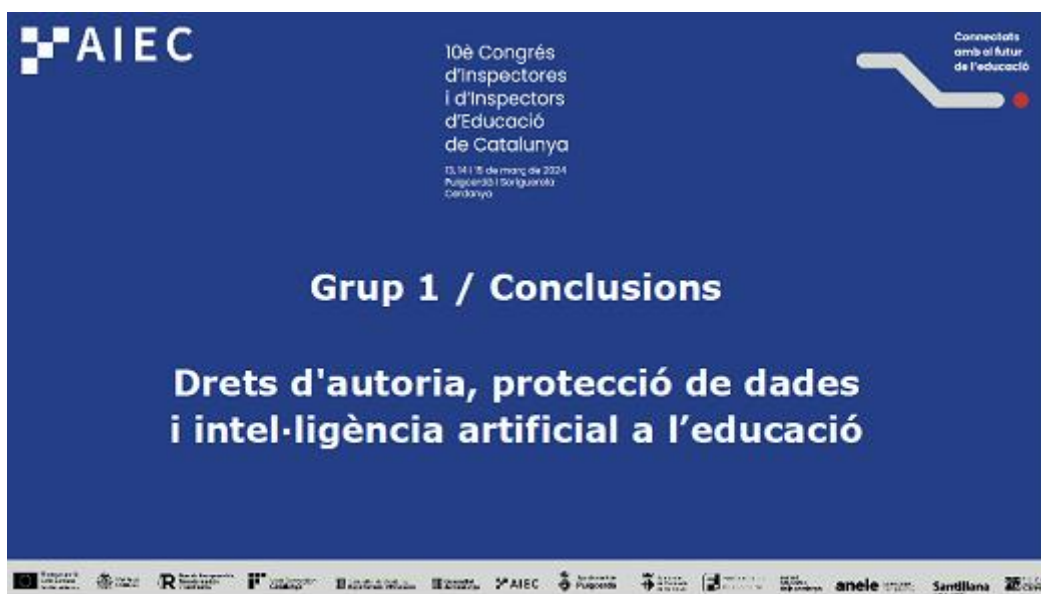 AIEC
10è Congrés
d'Inspectores
i d'Inspectors
d'Educació
de Catalunya
13, 14 i 15 de març de 2024
Puigcerdà i Soriguerola
Cerdanya
Connectats
amb el futur
de l'educació
Grup 1 / Conclusions
Drets d'autoria, protecció de dades
i intel·ligència artificial a l’educació
AIEC
Puigcerdà
anele
Santillana